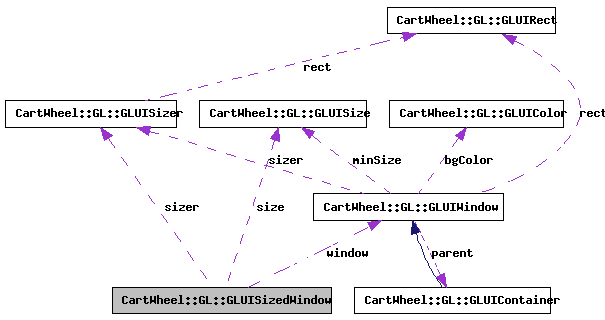 CartWheel::GL::GLUIRect
rect
CartWheel::GL::GLUISizer
CartWheel::GL::GLUISize
CartWheel::GL::GLUIColor
rect
sizer
minSize
bgColor
sizer
size
CartWheel::GL::GLUIWindow
window
parent
CartWheel::GL::GLUISizedWindow
CartWheel::GL::GLUIContainer